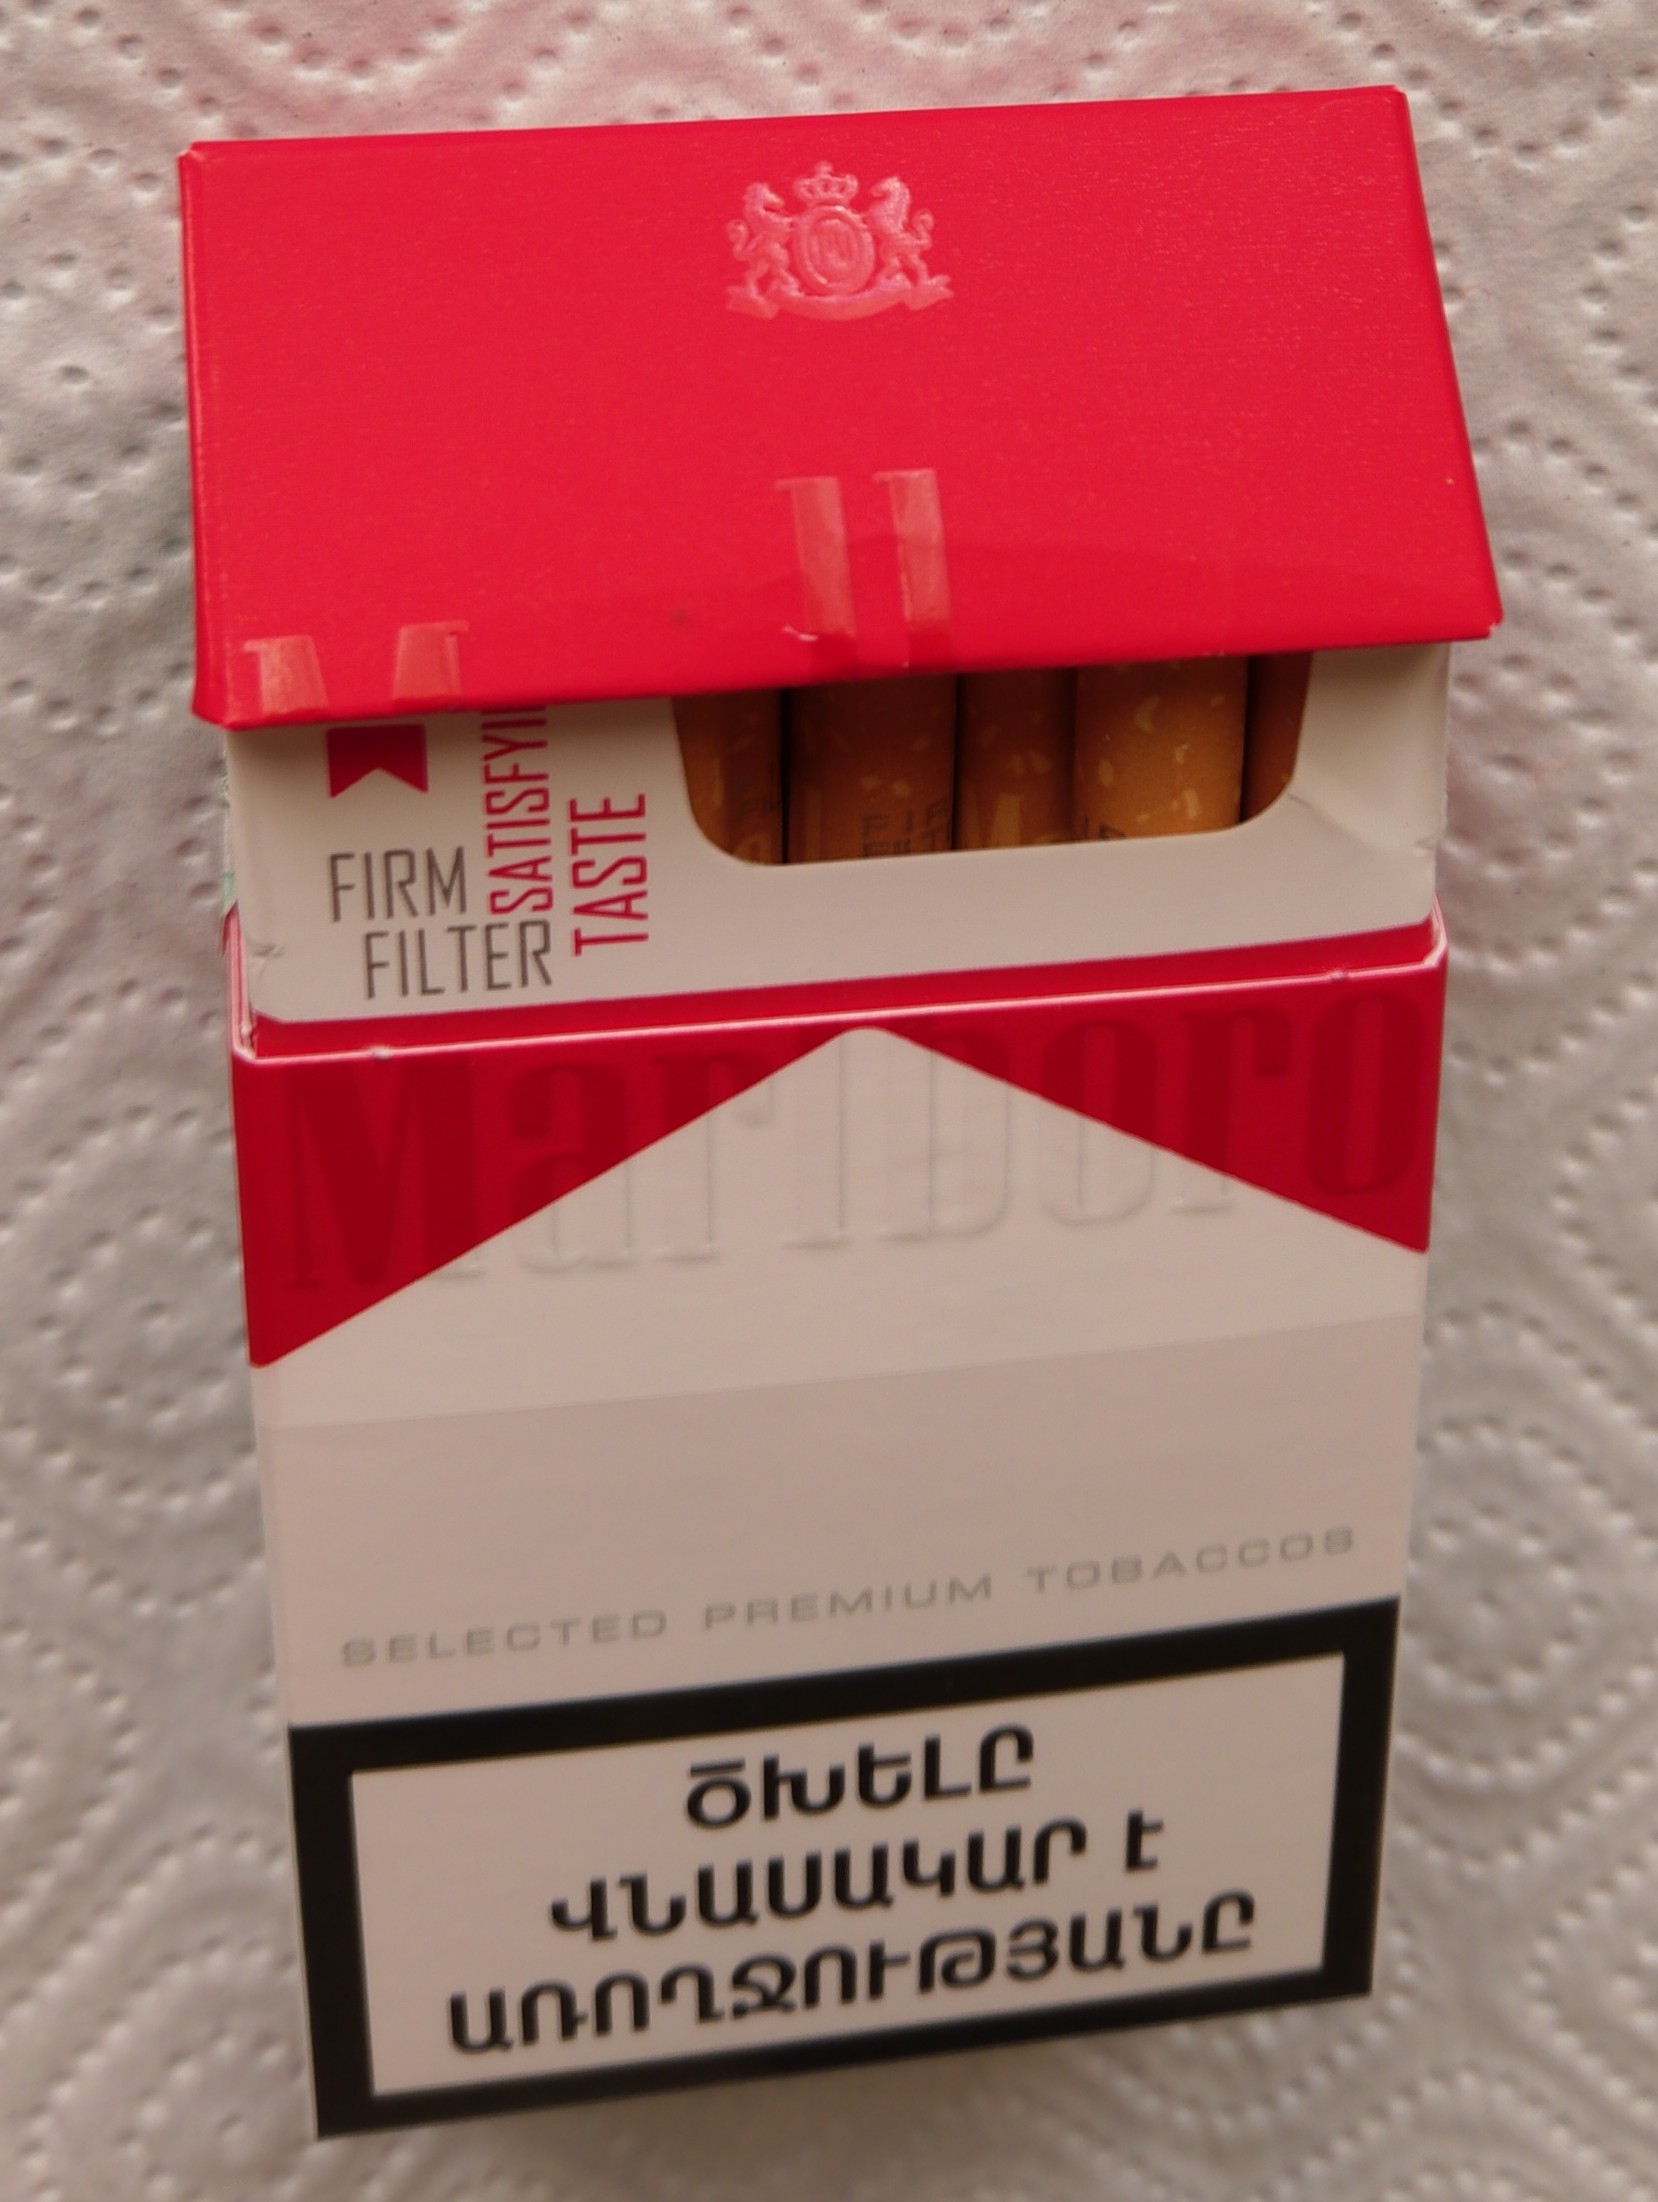 FIRM
FILTER
TASTE
Marlboro
SELECTED PREMIUM TOBACCOS
ԾԽԵԼԸ
ՎՆԱՍԱԿԱՐ Է
ԱՌՈՂՋՈՒԹՅԱՆԸ